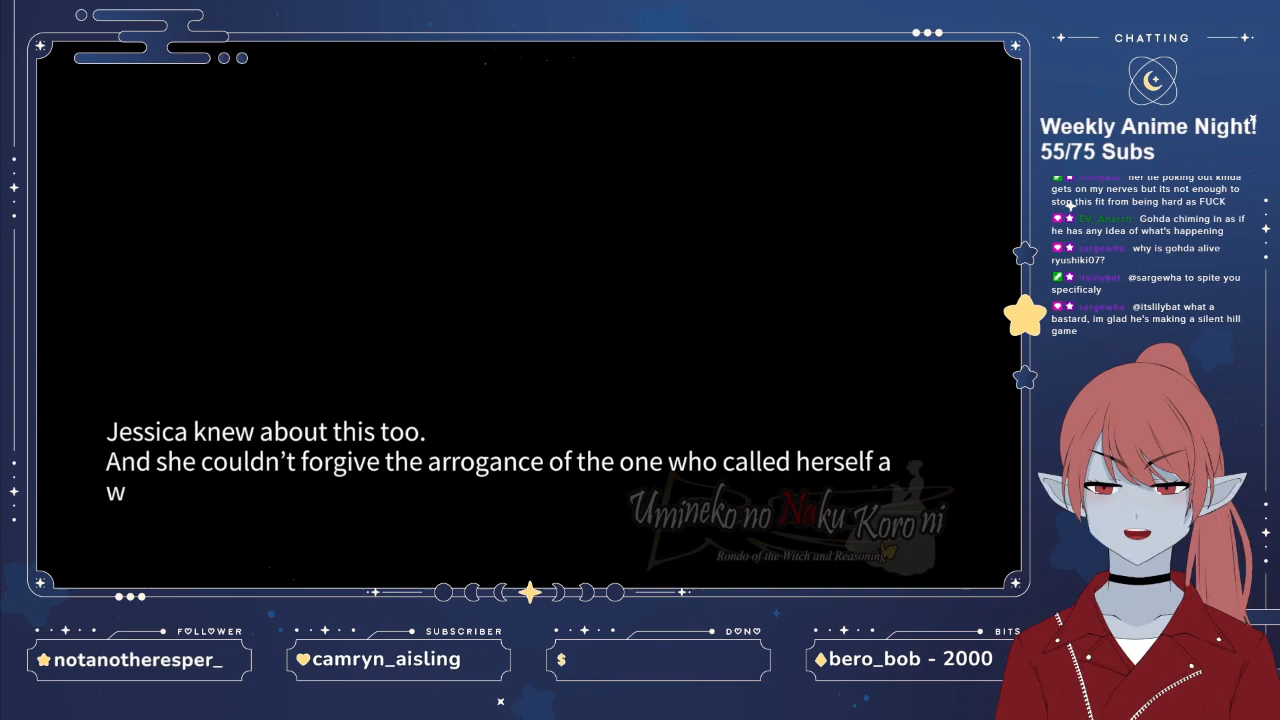 CHATTING
Weekly Anime Night!
55/75 Subs
her tie poking out kinda
gets on my nerves but its not enough to
stop this fit from being hard as FUCK
EV_Anarch Gohda chiming in as if
he has any idea of what's happening
sargewha why is gohda alive
ryushiki07?
itslilybat @sargewha to spite you
specificaly
sargewha @itslilybat what a
bastard, im glad he's making a silent hill
game
Jessica knew about this too.
And she couldn't forgive the arrogance of the one who called herself a
w
Umineko no Naku Koro ni
Rondo of the Witch and Reasoning
FOLLOWER
notanotheresper_
SUBSCRIBER
camryn_aisling
DONO
$
BITS
bero_bob - 2000